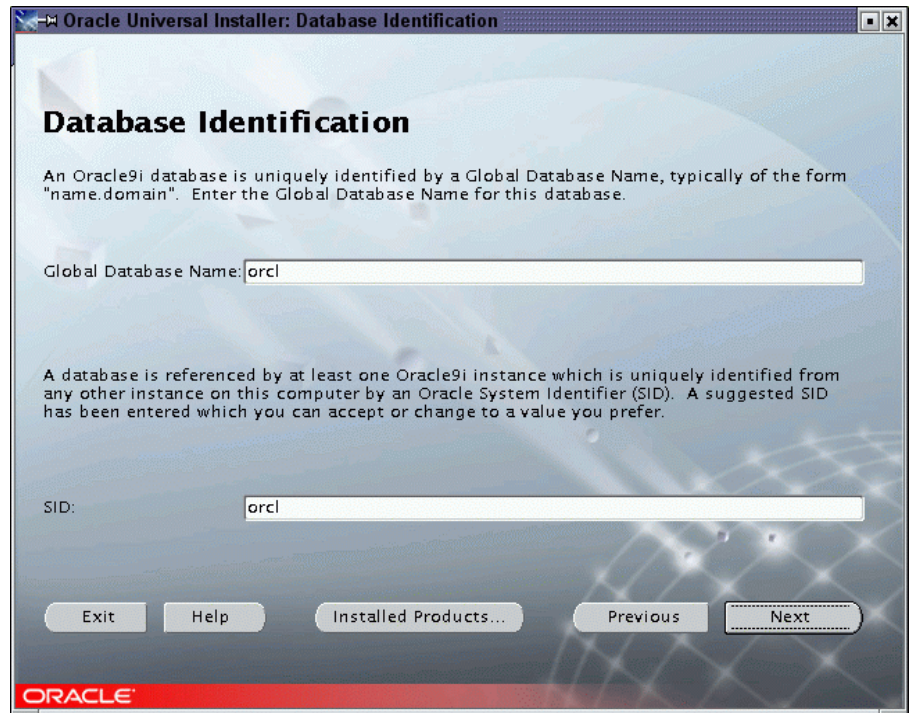 Oracle Universal Installer: Database Identification
Database Identification
An Oracle9i database is uniquely identified by a Global Database Name, typically of the form
"name.domain".  Enter the Global Database Name for this database.
Global Database Name: orcl
A database is referenced by at least one Oracle9i instance which is uniquely identified from
any other instance on this computer by an Oracle System Identifier (SID).  A suggested SID
has been entered which you can accept or change to a value you prefer.
SID: orcl
Exit Help Installed Products... Previous Next
ORACLE